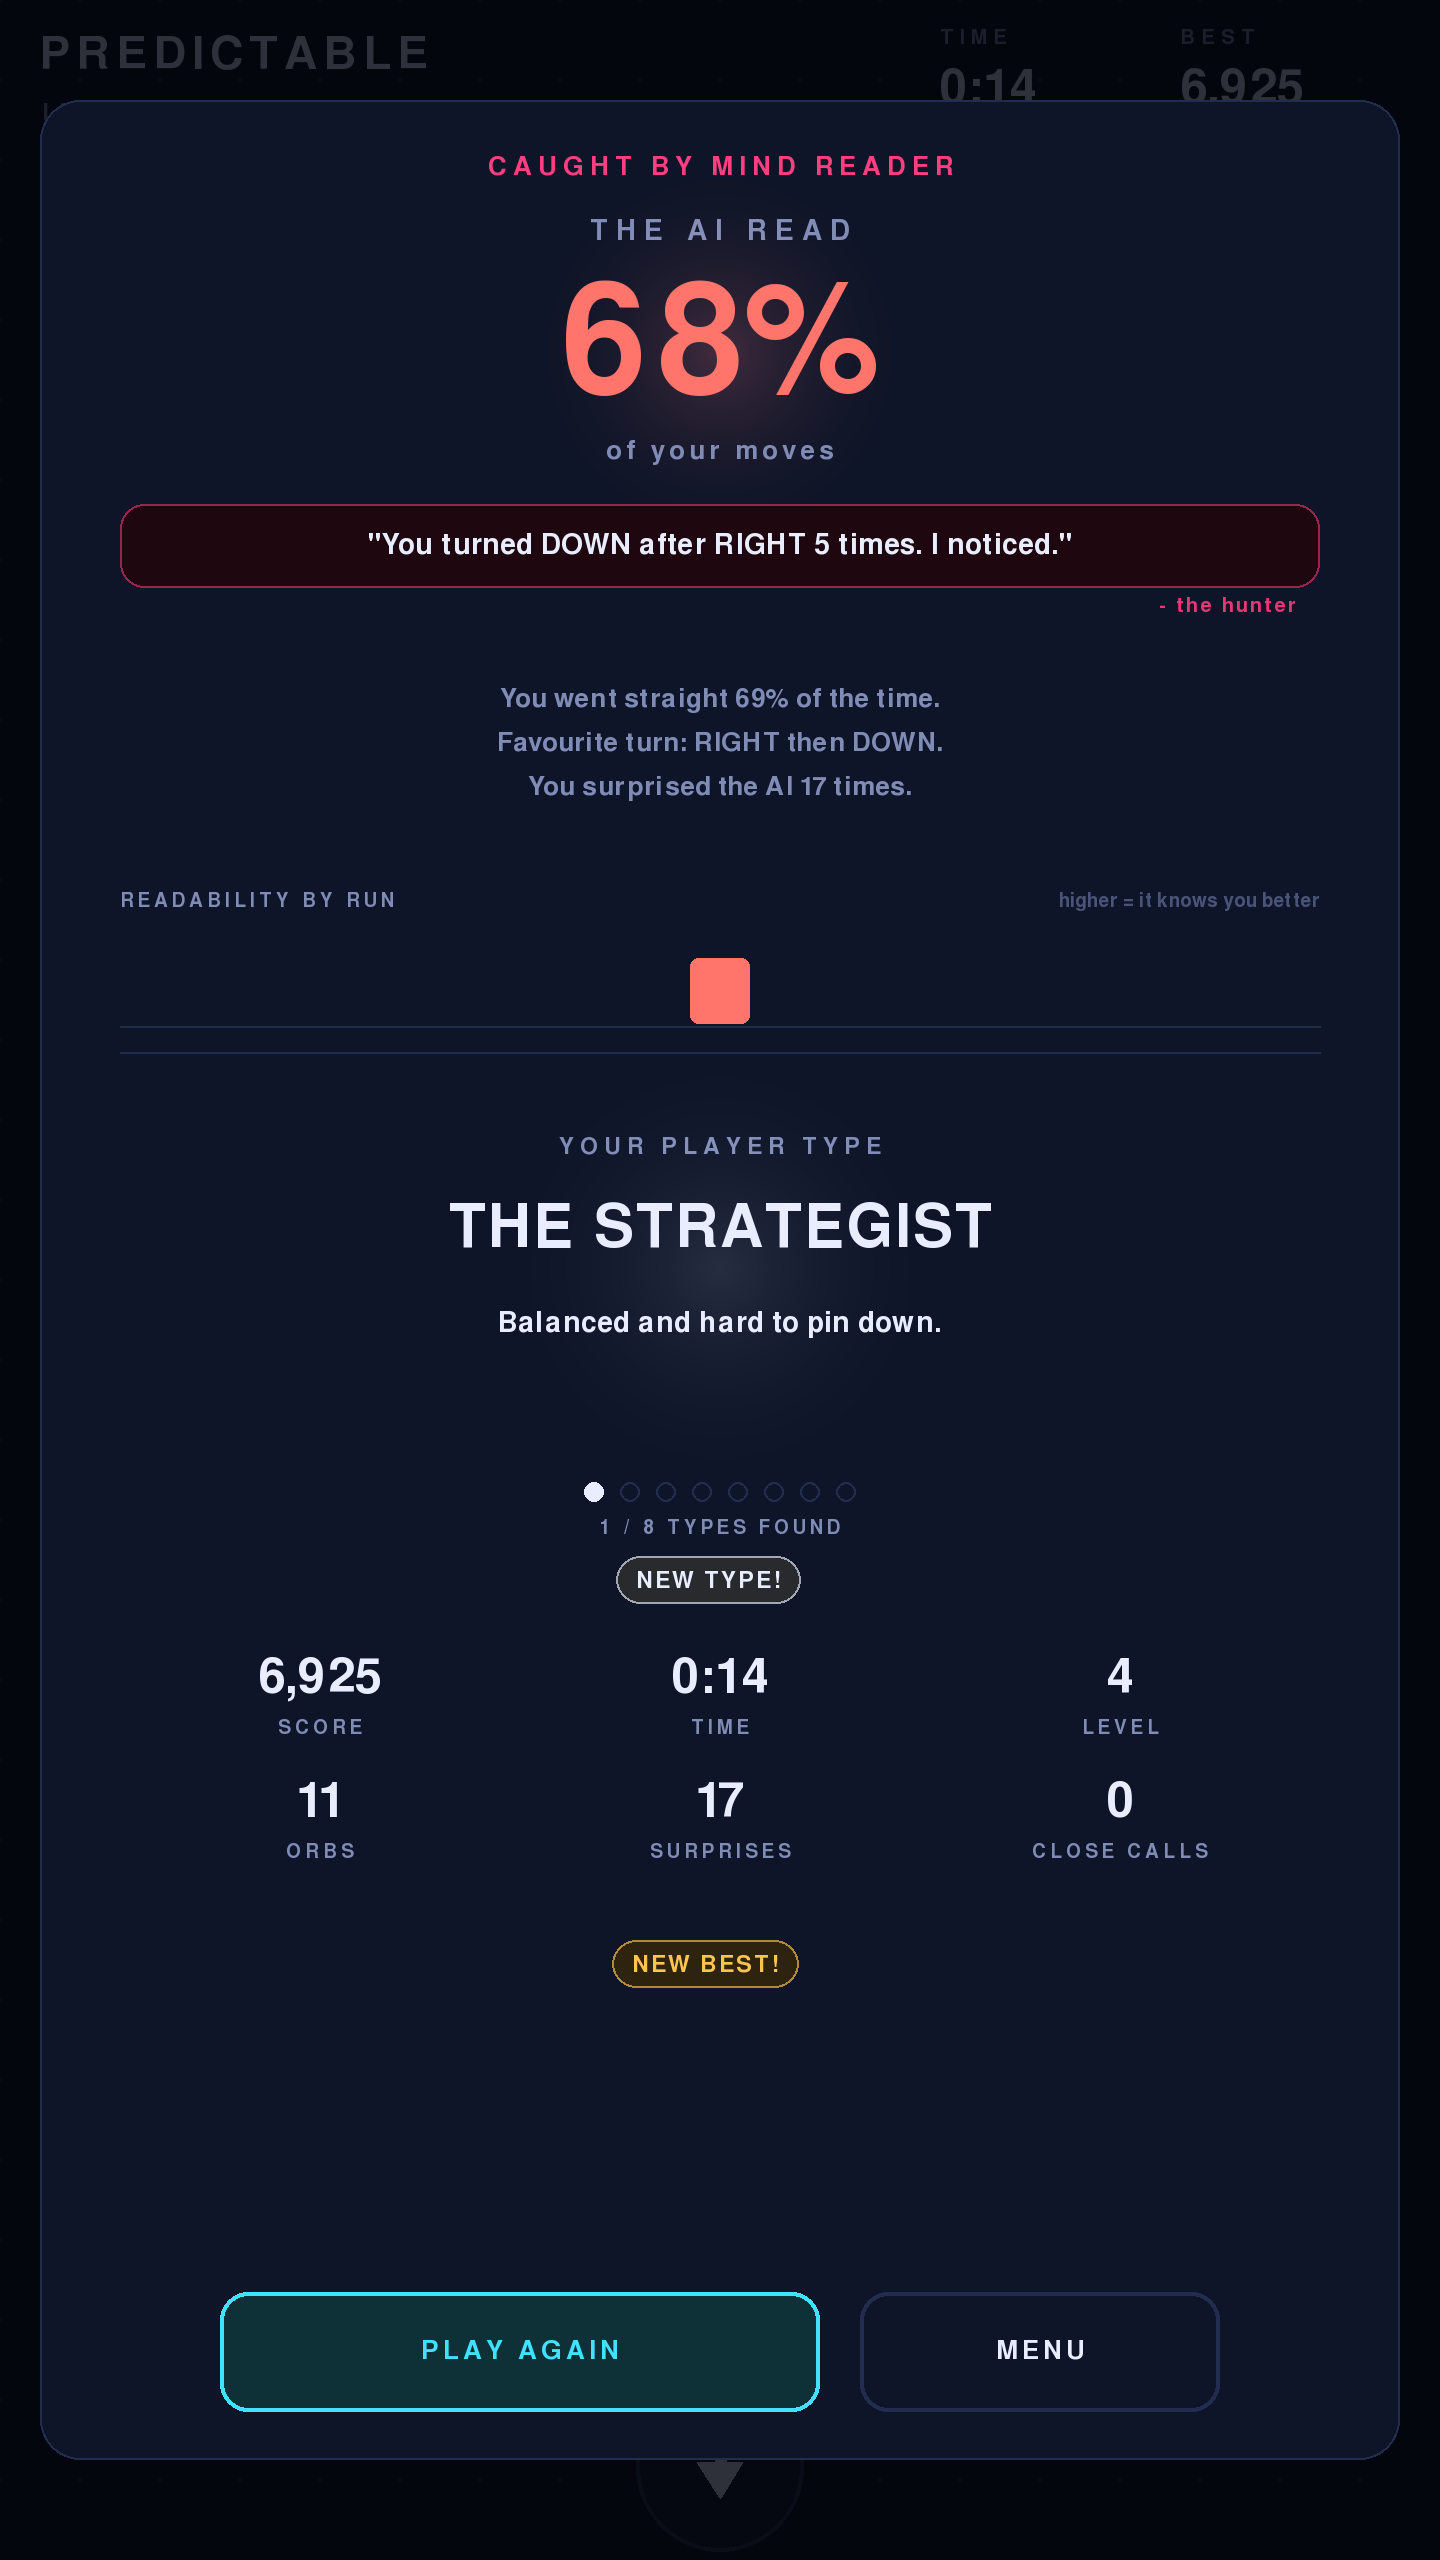 PREDICTABLE
TIME
BEST
0:14
6,925
CAUGHT BY MIND READER
THE AI READ
68%
of your moves
"You turned DOWN after RIGHT 5 times. I noticed."
- the hunter
You went straight 69% of the time.
Favourite turn: RIGHT then DOWN.
You surprised the AI 17 times.
READABILITY BY RUN
higher = it knows you better
YOUR PLAYER TYPE
THE STRATEGIST
Balanced and hard to pin down.
1 / 8 TYPES FOUND
NEW TYPE!
6,925
0:14
4
SCORE
TIME
LEVEL
11
17
0
ORBS
SURPRISES
CLOSE CALLS
NEW BEST!
PLAY AGAIN
MENU